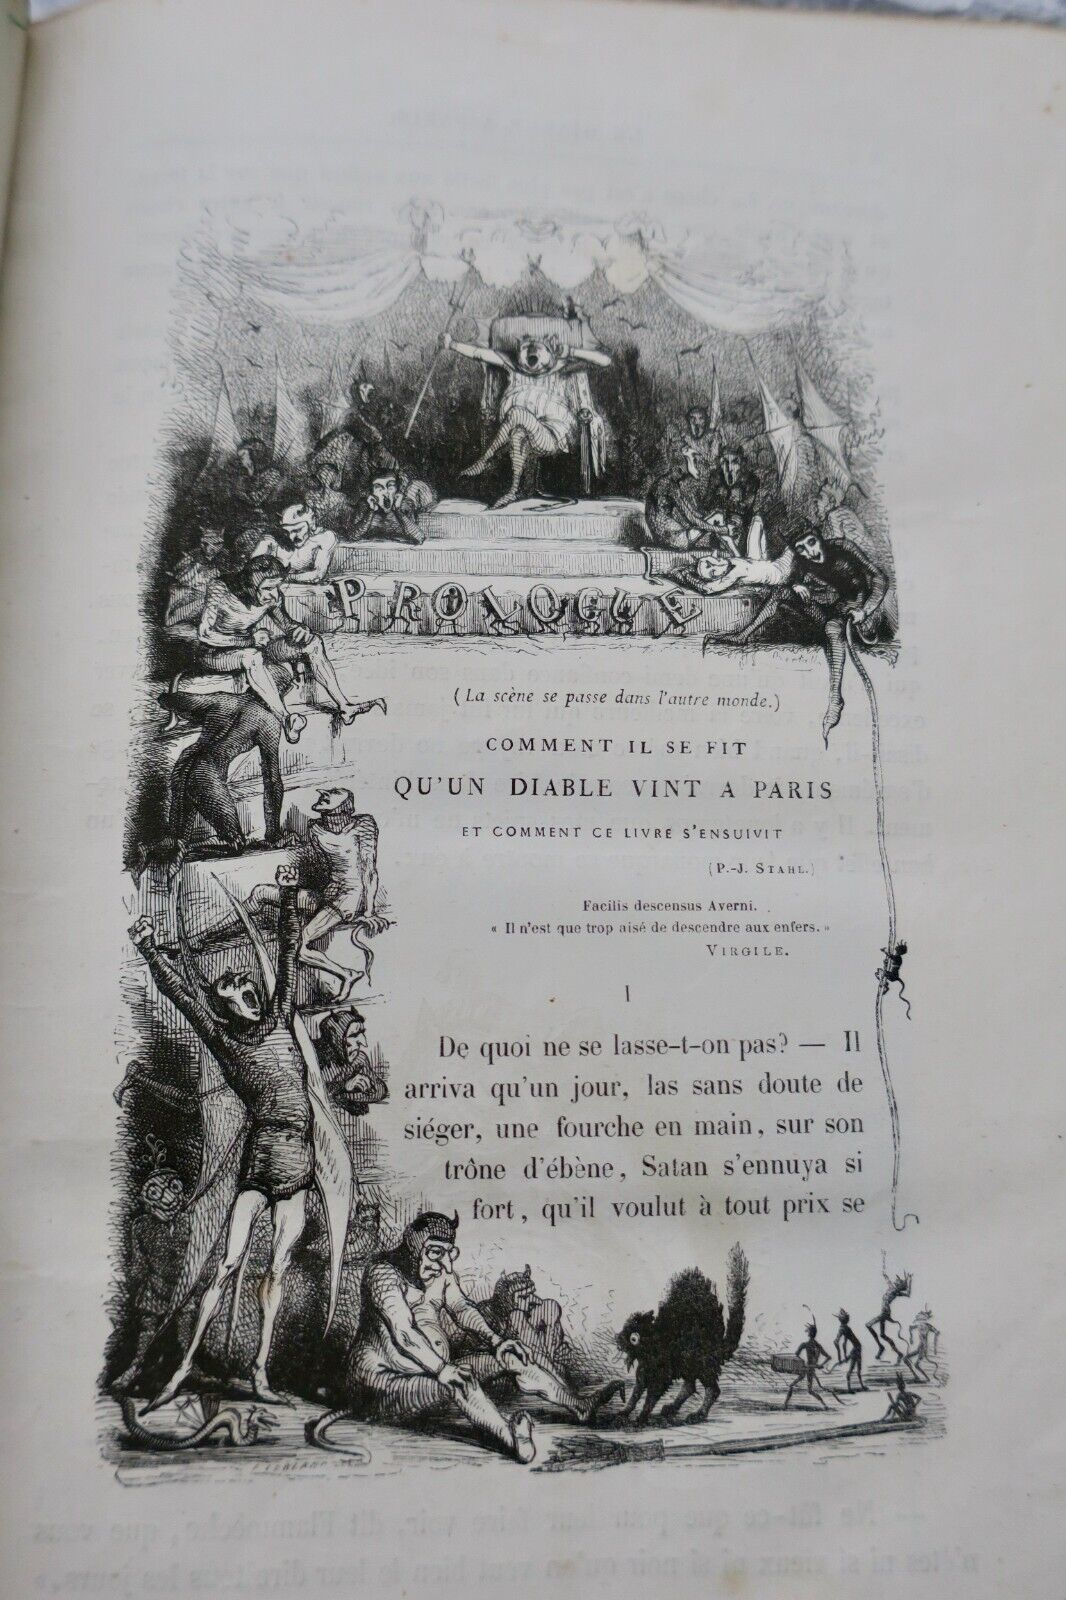 PROLOGUE
(La scène se passe dans l'autre monde.)
COMMENT IL SE FIT
QU'UN DIABLE VINT A PARIS
ET COMMENT CE LIVRE S'ENSUIVIT
(P.-J. STAHL.)
Facilis descensus Averni.
« Il n'est que trop aisé de descendre aux enfers. »
VIRGILE.
I
De quoi ne se lasse-t-on pas? — Il
arriva qu'un jour, las sans doute de
siéger, une fourche en main, sur son
trône d'ébène, Satan s'ennuya si
fort, qu'il voulut à tout prix se